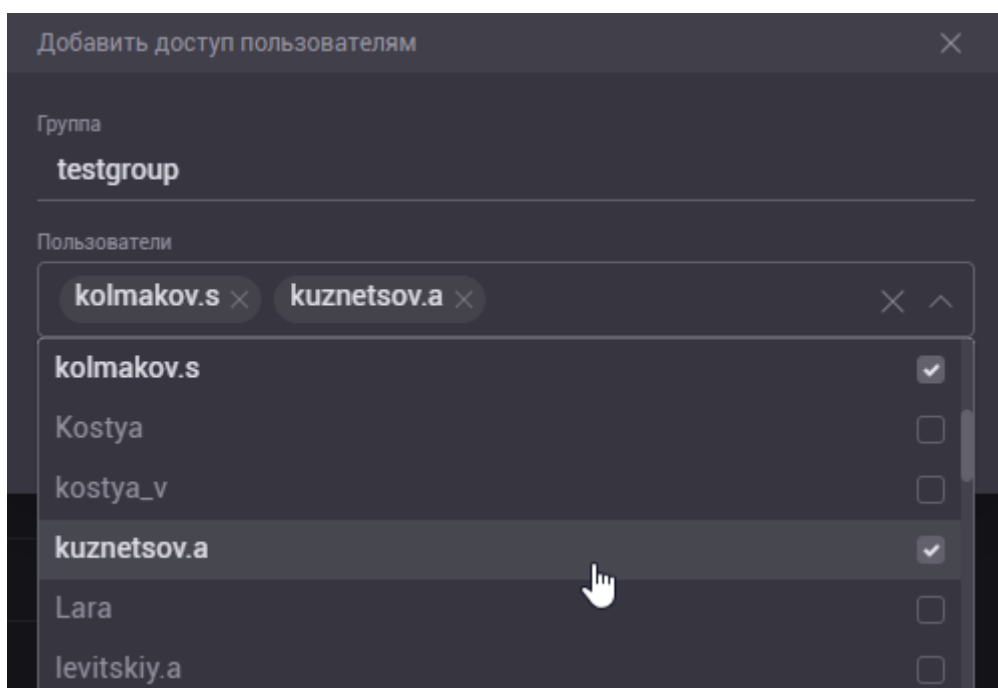 Добавить доступ пользователям
Группа
testgroup
Пользователи
kolmakov.s kuznetsov.a
kolmakov.s
Kostya
kostya_v
kuznetsov.a
Lara
levitskiy.a